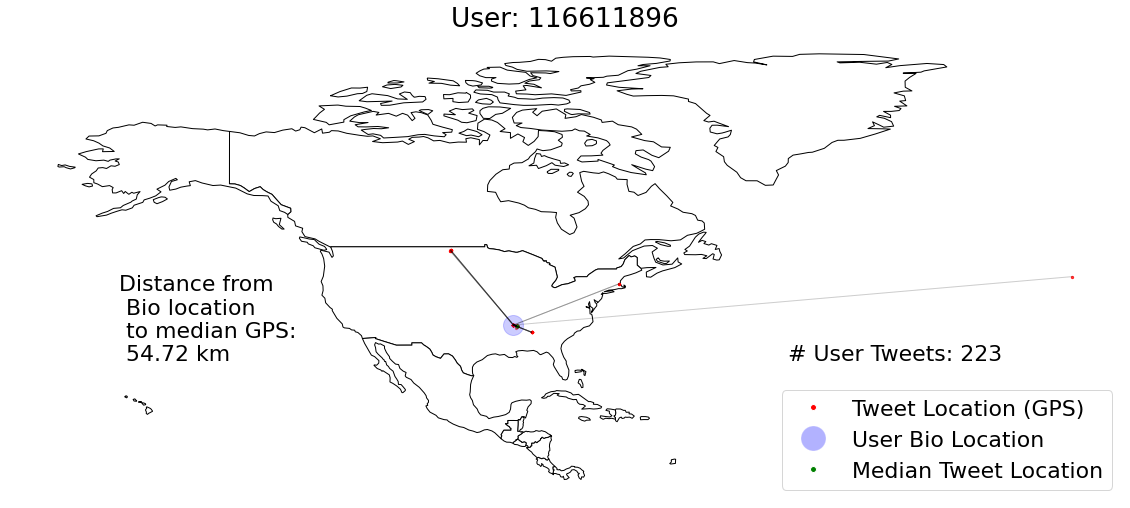 User: 116611896
Distance from
Bio location
to median GPS:
54.72 km
# User Tweets: 223
Tweet Location (GPS)
User Bio Location
Median Tweet Location